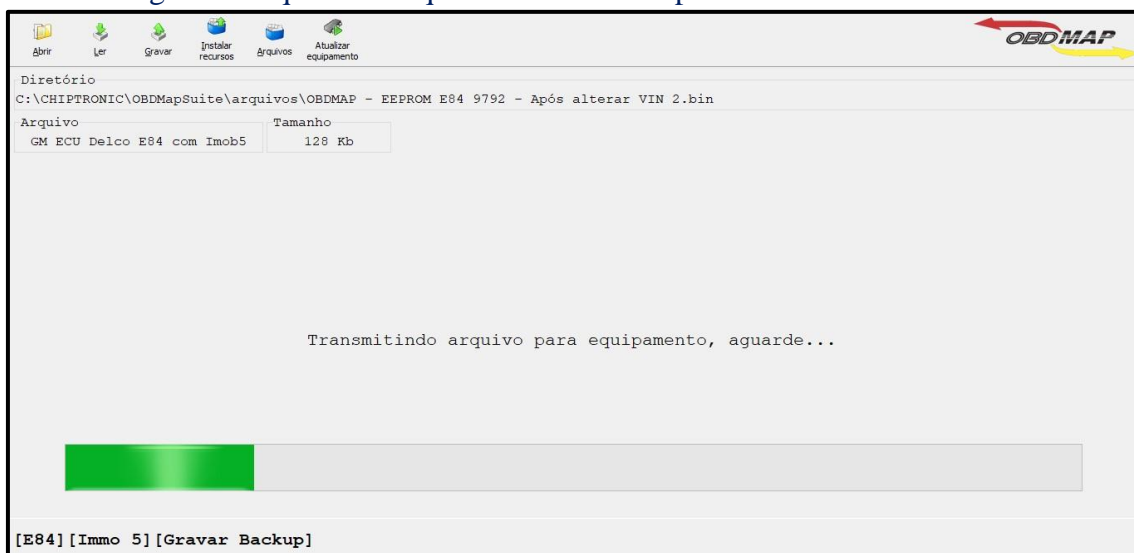 Abrir
Ler
Gravar
Instalar recursos
Arquivos
Atualizar equipamento
OBDMAP
Diretório
C:\CHIPTRONIC\OBDMapSuite\arquivos\OBDMAP - EEPROM E84 9792 - Após alterar VIN 2.bin
Arquivo Tamanho
GM ECU Delco E84 com Imob5 128 Kb
Transmitindo arquivo para equipamento, aguarde...
[E84][Immo 5][Gravar Backup]